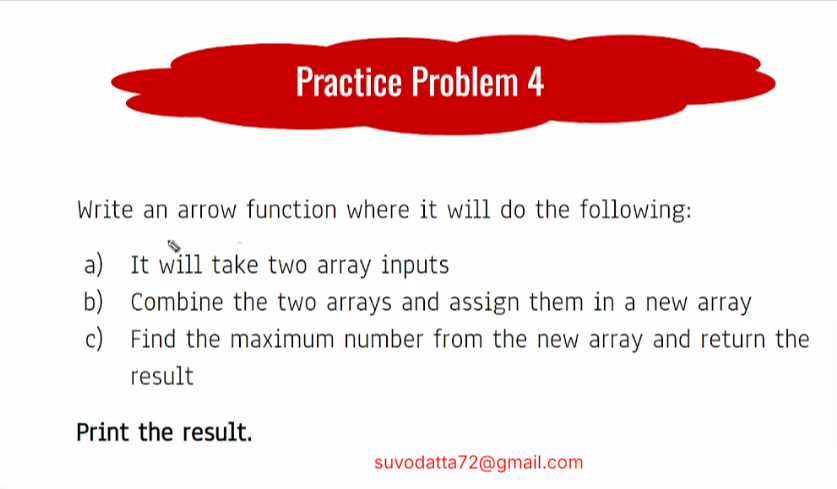 Practice Problem 4
Write an arrow function where it will do the following:
a) It will take two array inputs
b) Combine the two arrays and assign them in a new array
c) Find the maximum number from the new array and return the
result
Print the result.
suvodatta72@gmail.com